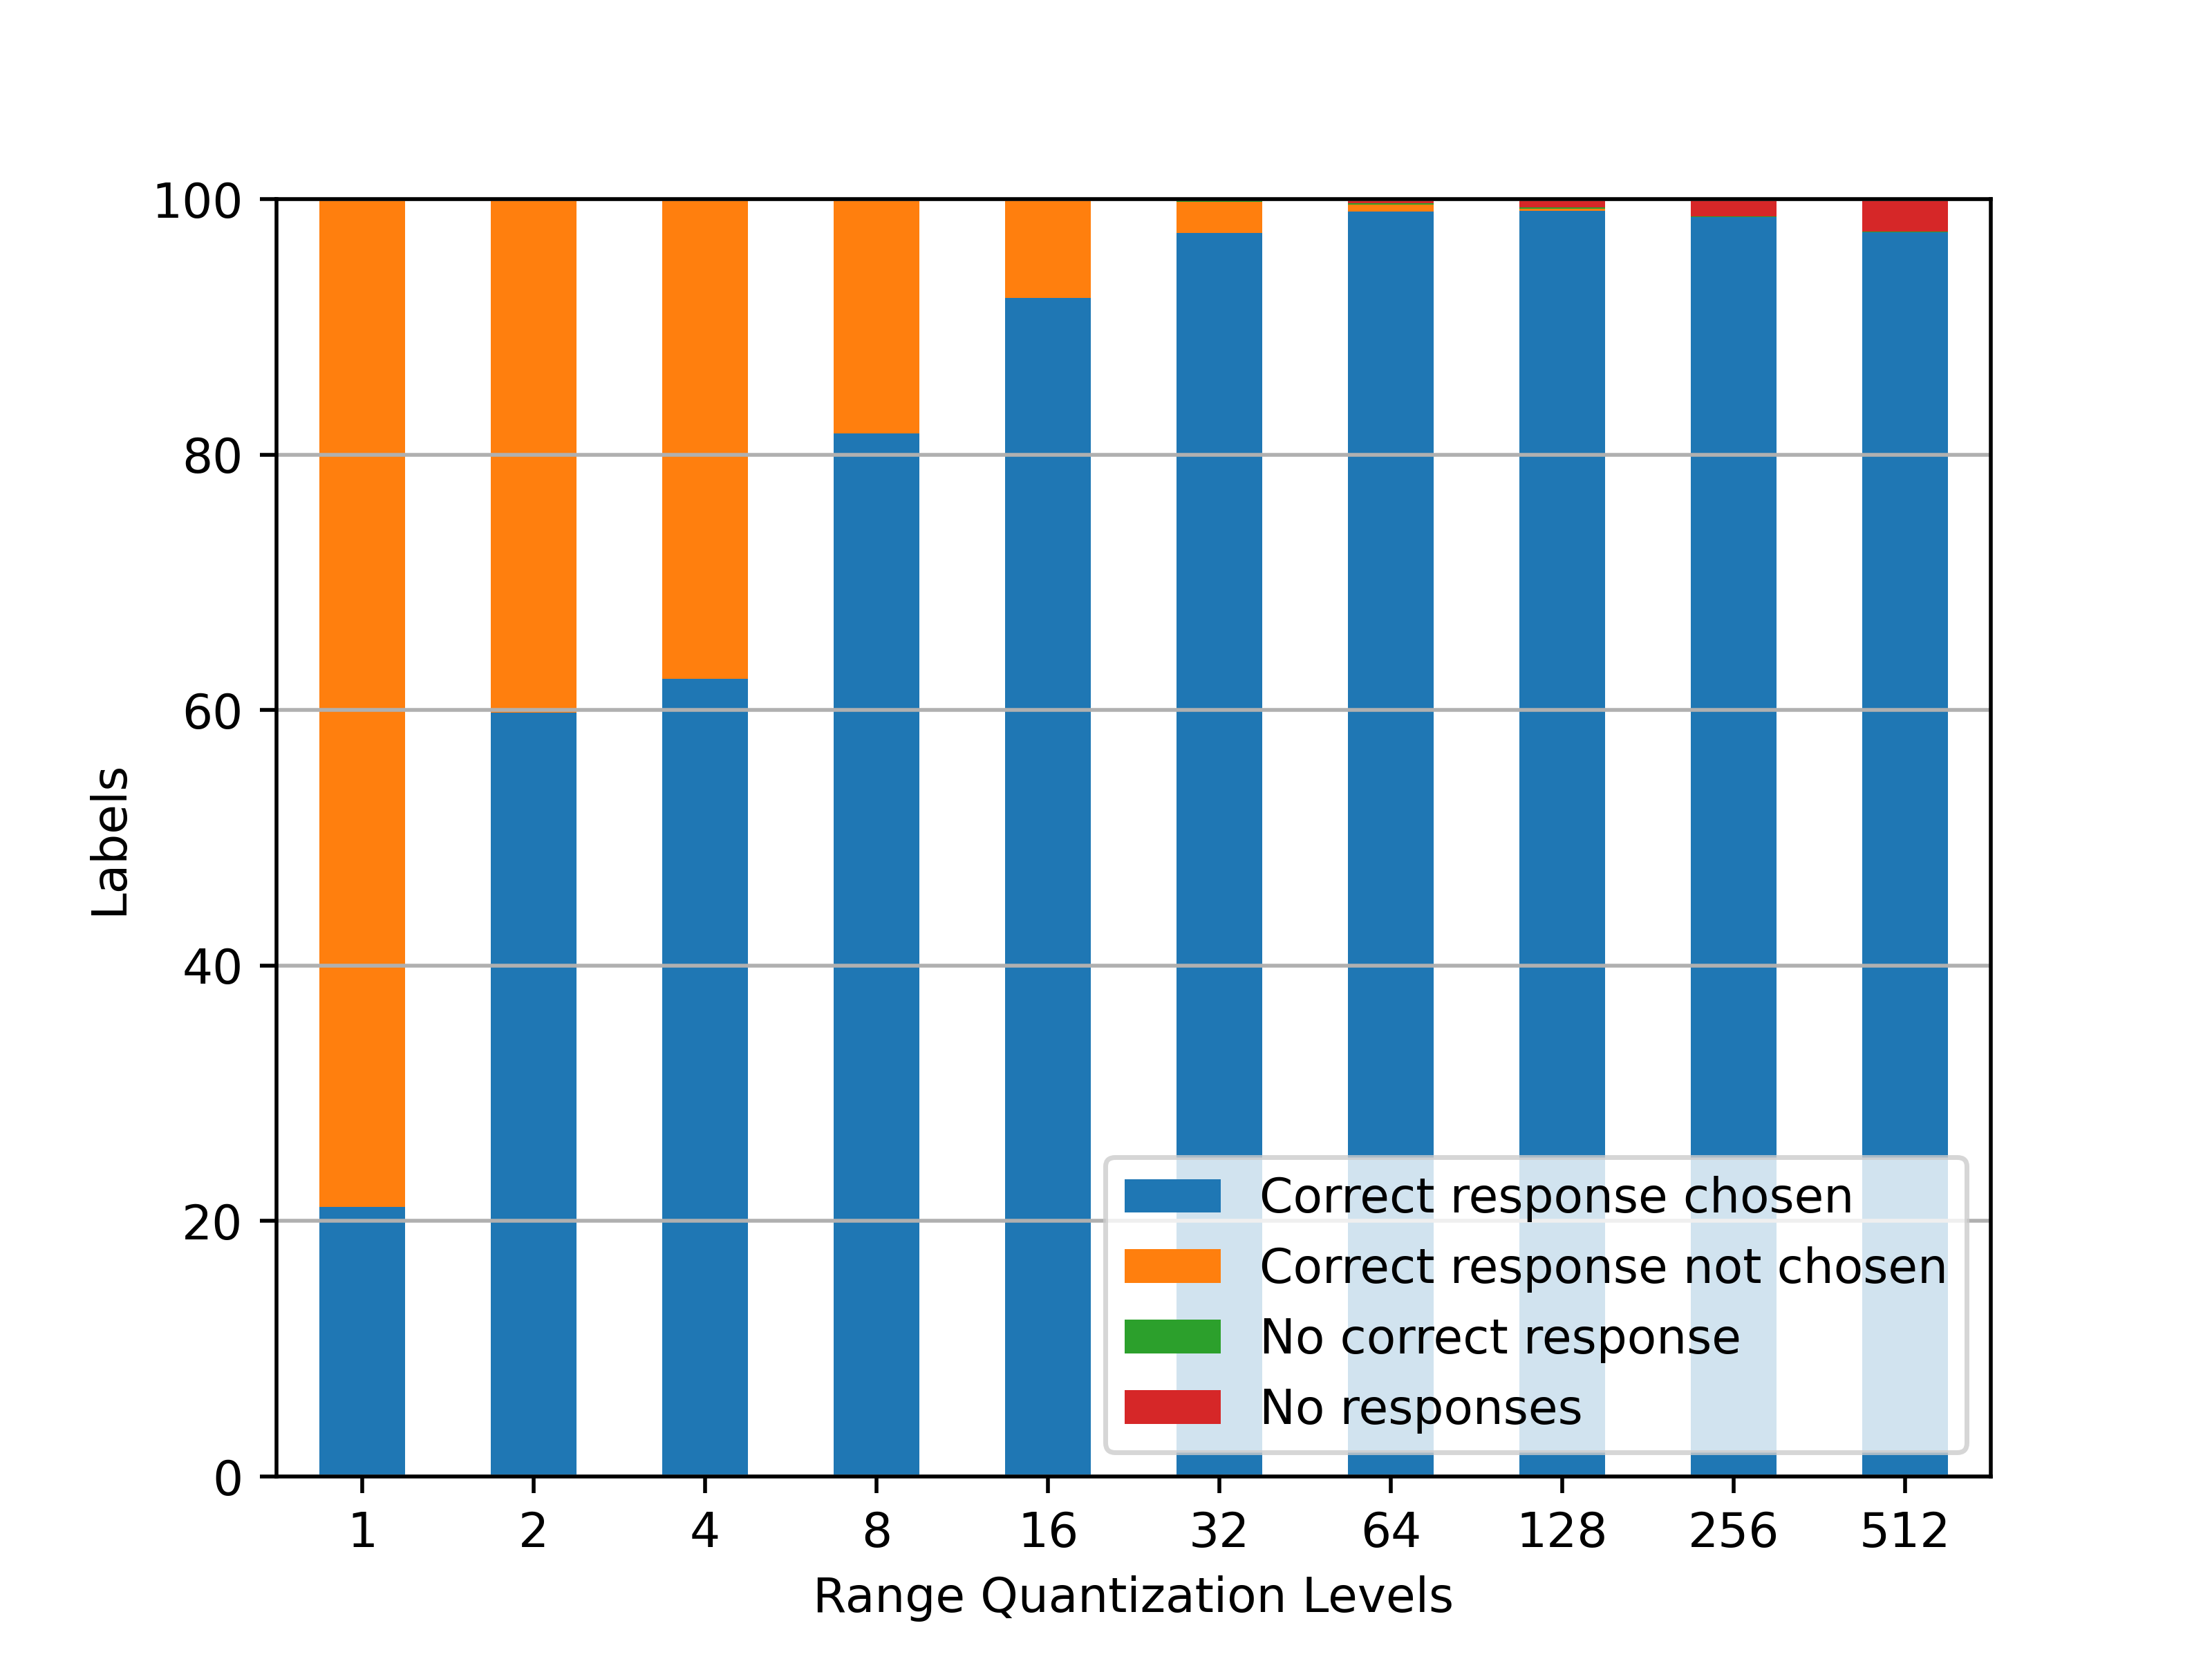 100
80
60
40
20
0
Labels
Correct response chosen
Correct response not chosen
No correct response
No responses
1 2 4 8 16 32 64 128 256 512
Range Quantization Levels